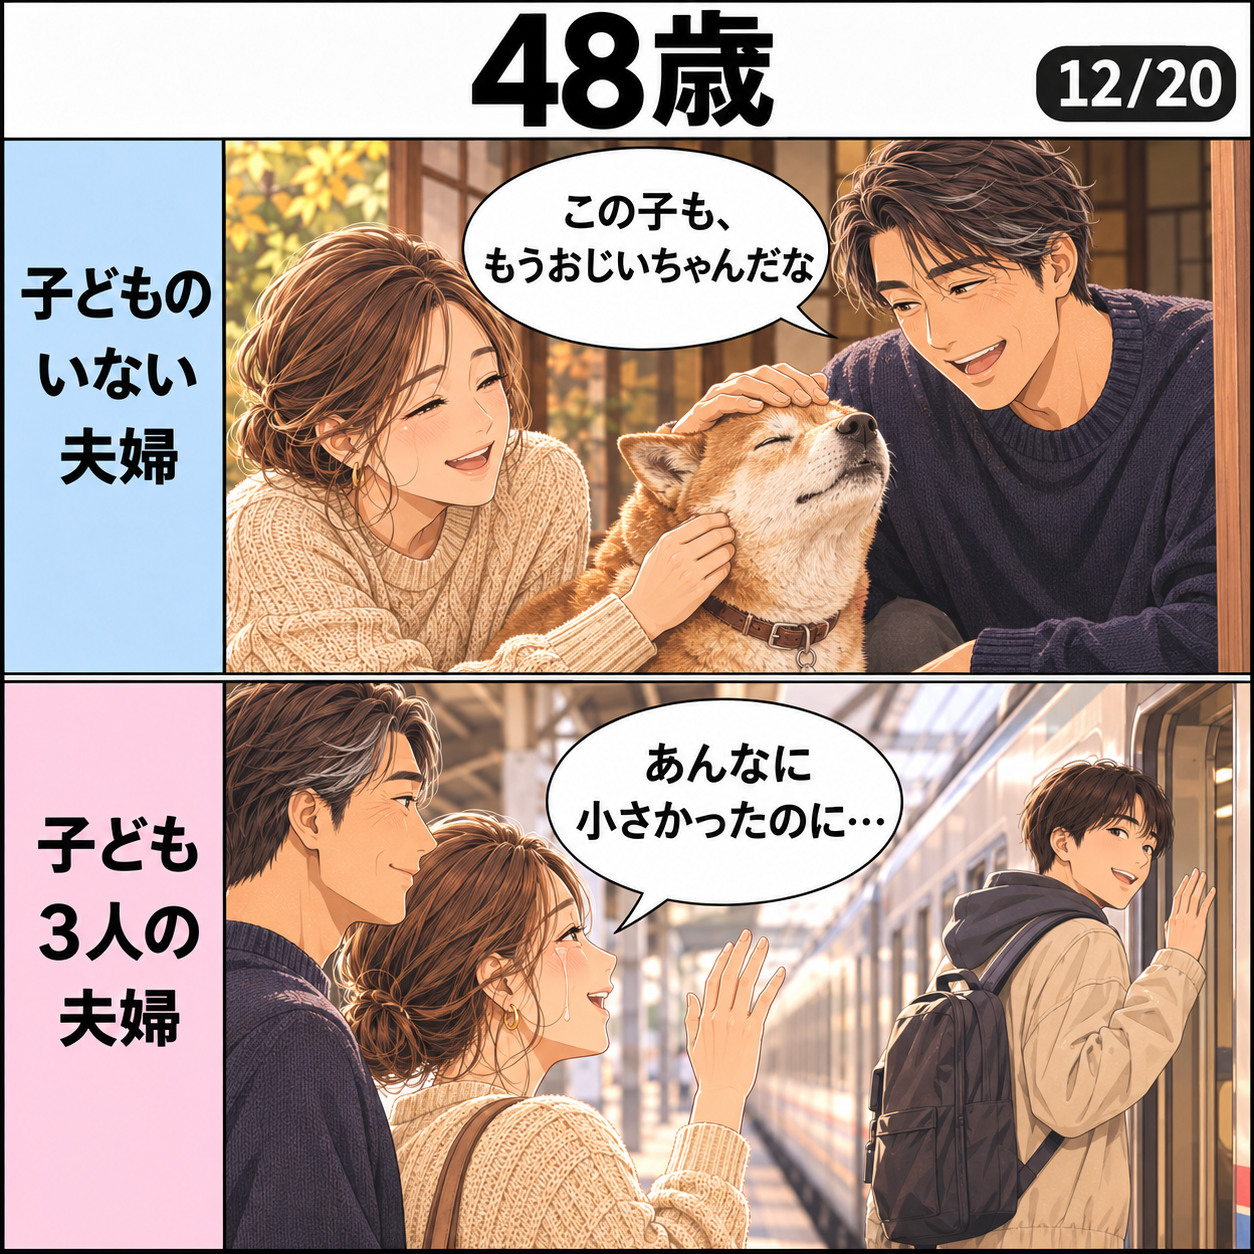 48歳
12/20
子どもの
いない
夫婦
この子も、
もうおじいちゃんだな
子ども
3人の
夫婦
あんなに
小さかったのに…